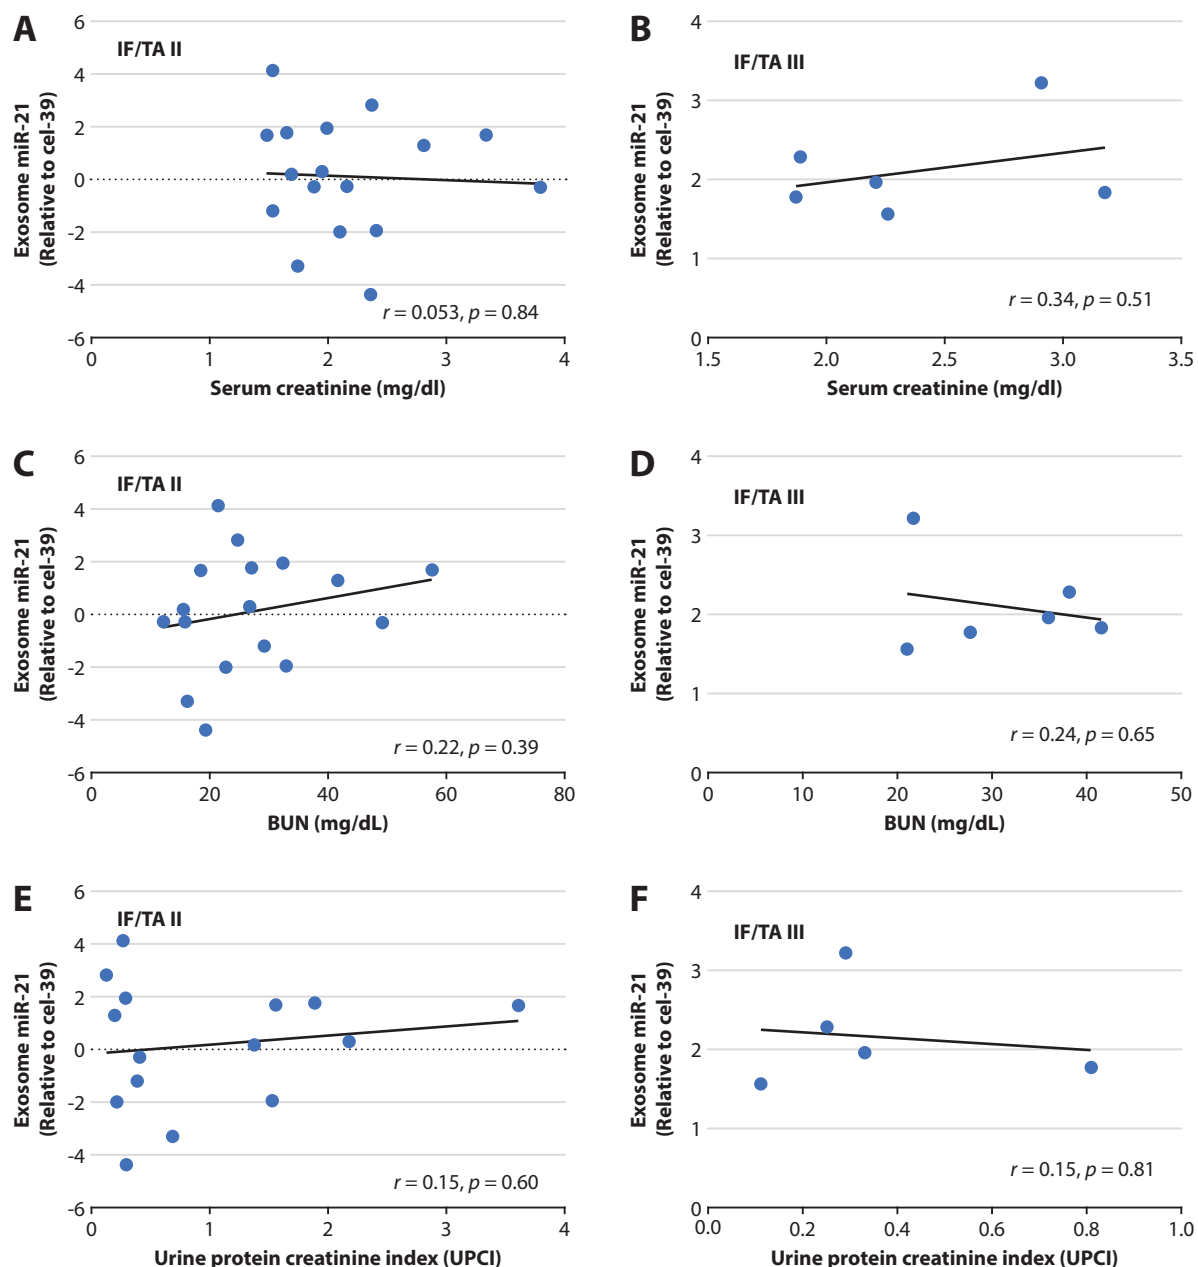 A
IF/TA II
Exosome miR-21
(Relative to cel-39)
6
4
2
0
-2
-4
-6
r = 0.053, p = 0.84
0 1 2 3 4
Serum creatinine (mg/dl)
B
IF/TA III
Exosome miR-21
(Relative to cel-39)
4
3
2
1
0
r = 0.34, p = 0.51
1.5 2.0 2.5 3.0 3.5
Serum creatinine (mg/dl)
C
IF/TA II
Exosome miR-21
(Relative to cel-39)
6
4
2
0
-2
-4
-6
r = 0.22, p = 0.39
0 20 40 60 80
BUN (mg/dL)
D
IF/TA III
Exosome miR-21
(Relative to cel-39)
4
3
2
1
0
r = 0.24, p = 0.65
0 10 20 30 40 50
BUN (mg/dL)
E
IF/TA II
Exosome miR-21
(Relative to cel-39)
6
4
2
0
-2
-4
-6
r = 0.15, p = 0.60
0 1 2 3 4
Urine protein creatinine index (UPCI)
F
IF/TA III
Exosome miR-21
(Relative to cel-39)
4
3
2
1
0
r = 0.15, p = 0.81
0.0 0.2 0.4 0.6 0.8 1.0
Urine protein creatinine index (UPCI)